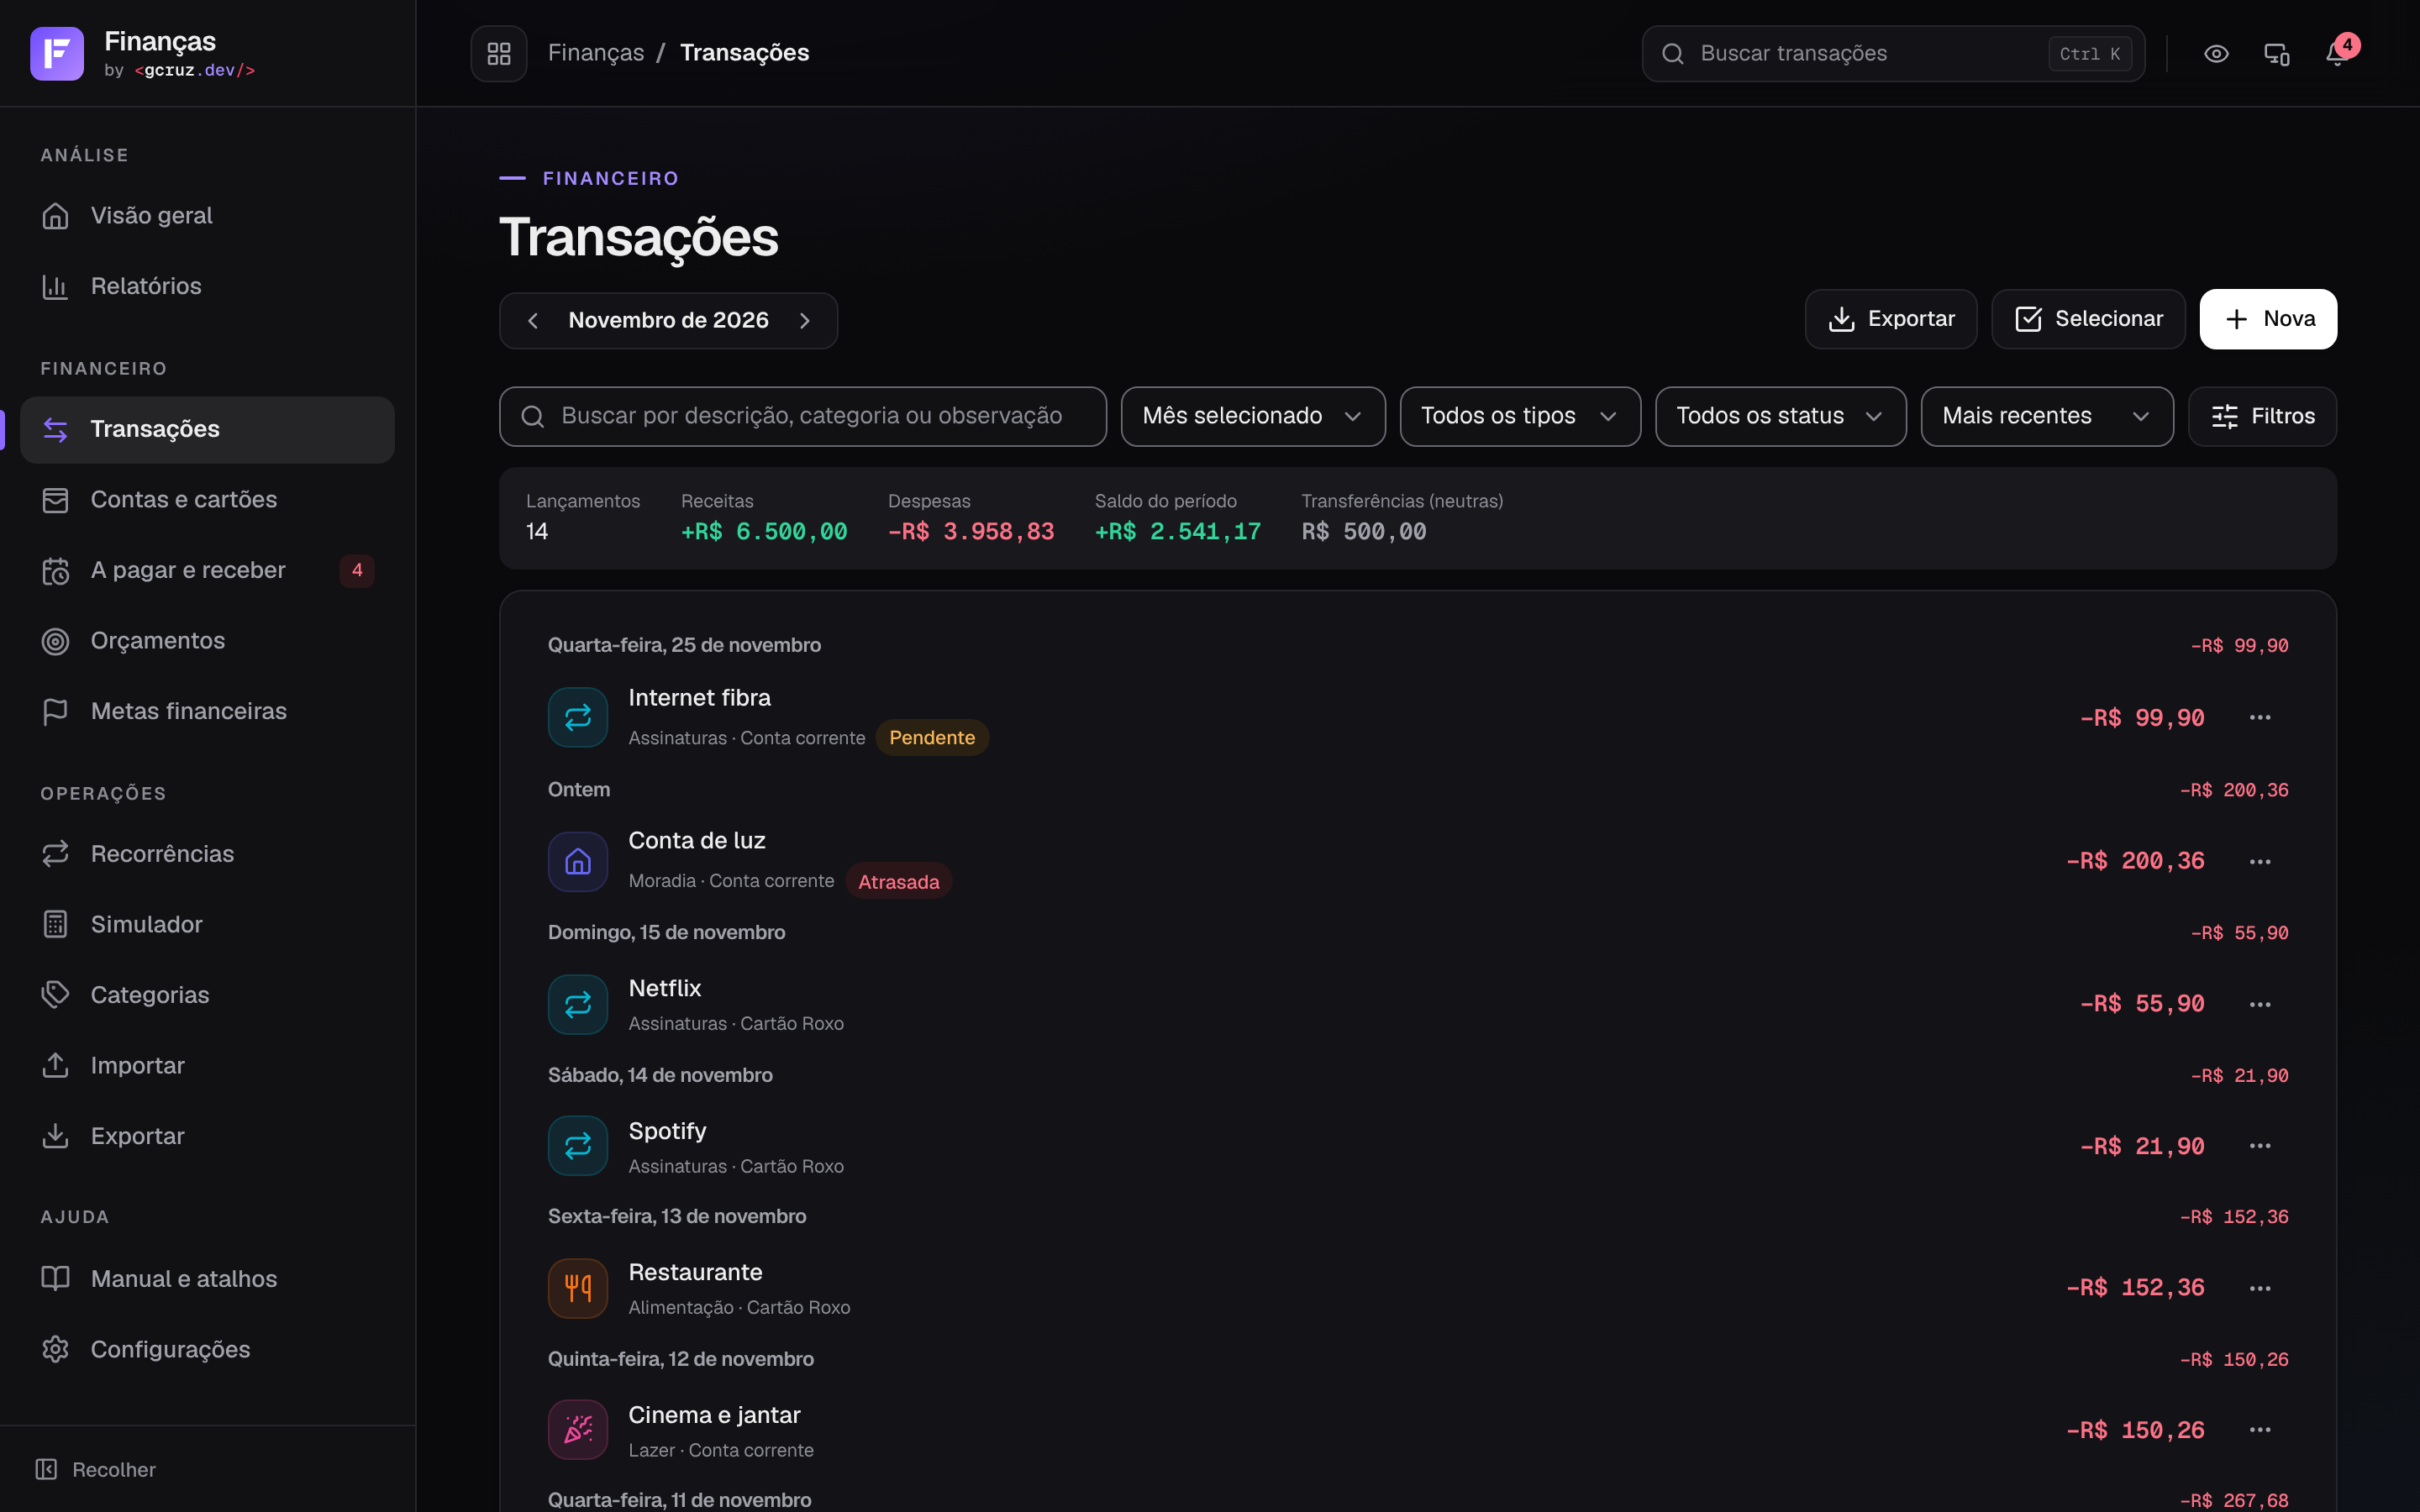 Finanças
by <gcruz.dev/>
ANÁLISE
Visão geral
Relatórios
FINANCEIRO
Transações
Contas e cartões
A pagar e receber 4
Orçamentos
Metas financeiras
OPERAÇÕES
Recorrências
Simulador
Categorias
Importar
Exportar
AJUDA
Manual e atalhos
Configurações
Recolher
Finanças / Transações
Buscar transações Ctrl K
4
FINANCEIRO
Transações
Novembro de 2026
Exportar
Selecionar
Nova
Buscar por descrição, categoria ou observação
Mês selecionado
Todos os tipos
Todos os status
Mais recentes
Filtros
Lançamentos
14
Receitas
+R$ 6.500,00
Despesas
−R$ 3.958,83
Saldo do período
+R$ 2.541,17
Transferências (neutras)
R$ 500,00
Quarta-feira, 25 de novembro −R$ 99,90
Internet fibra
Assinaturas · Conta corrente Pendente
−R$ 99,90
Ontem −R$ 200,36
Conta de luz
Moradia · Conta corrente Atrasada
−R$ 200,36
Domingo, 15 de novembro −R$ 55,90
Netflix
Assinaturas · Cartão Roxo
−R$ 55,90
Sábado, 14 de novembro −R$ 21,90
Spotify
Assinaturas · Cartão Roxo
−R$ 21,90
Sexta-feira, 13 de novembro −R$ 152,36
Restaurante
Alimentação · Cartão Roxo
−R$ 152,36
Quinta-feira, 12 de novembro −R$ 150,26
Cinema e jantar
Lazer · Conta corrente
−R$ 150,26
Quarta-feira, 11 de novembro −R$ 267,68